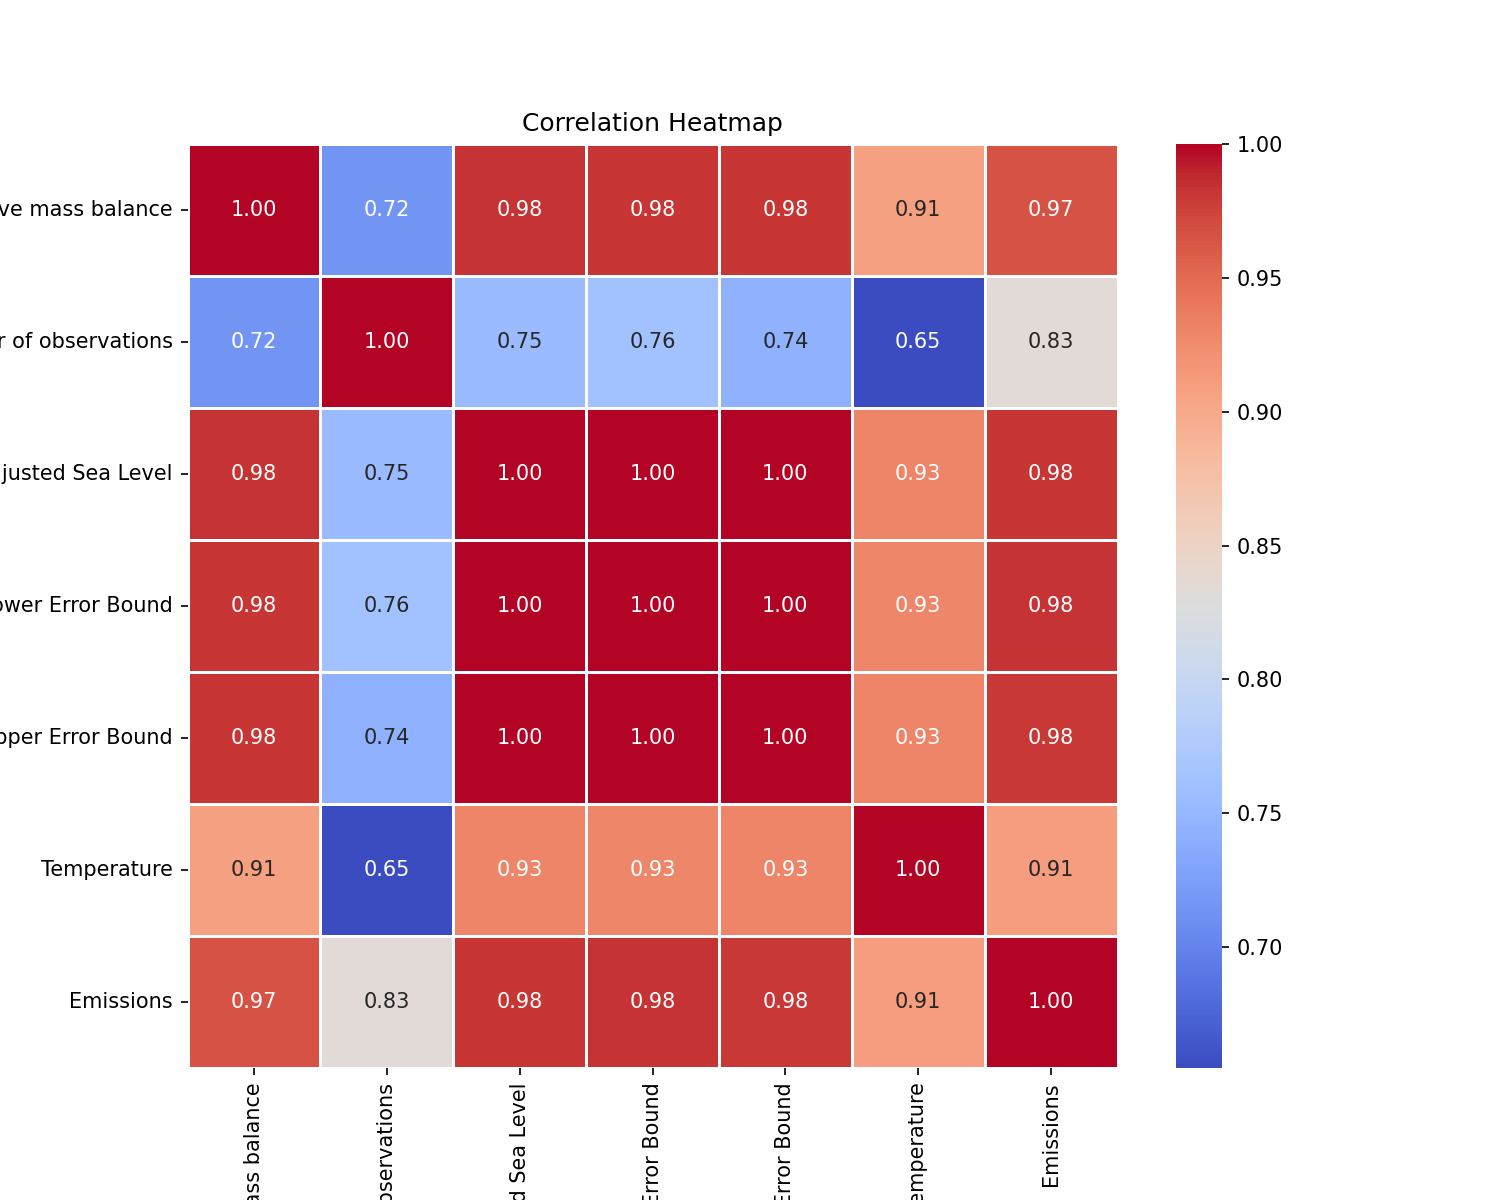 Correlation Heatmap
ve mass balance 1.00 0.72 0.98 0.98 0.98 0.91 0.97
r of observations 0.72 1.00 0.75 0.76 0.74 0.65 0.83
justed Sea Level 0.98 0.75 1.00 1.00 1.00 0.93 0.98
ower Error Bound 0.98 0.76 1.00 1.00 1.00 0.93 0.98
pper Error Bound 0.98 0.74 1.00 1.00 1.00 0.93 0.98
Temperature 0.91 0.65 0.93 0.93 0.93 1.00 0.91
Emissions 0.97 0.83 0.98 0.98 0.98 0.91 1.00
ass balance
bservations
d Sea Level
Error Bound
Error Bound
emperature
Emissions
1.00
0.95
0.90
0.85
0.80
0.75
0.70